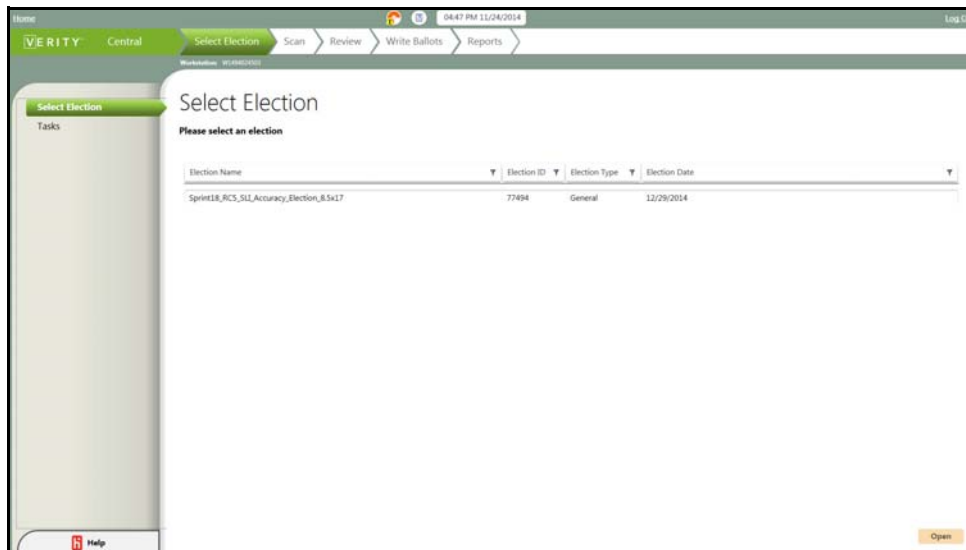 Home 04:47 PM 11/24/2014
VERITY Central Select Election Scan Review Write Ballots Reports
Workstation:
Select Election
Tasks
Select Election
Please select an election
Election Name Election ID Election Type Election Date
Sprint18_RC5_SLI_Accuracy_Election_8.5x17 77494 General 12/29/2014
Help
Open